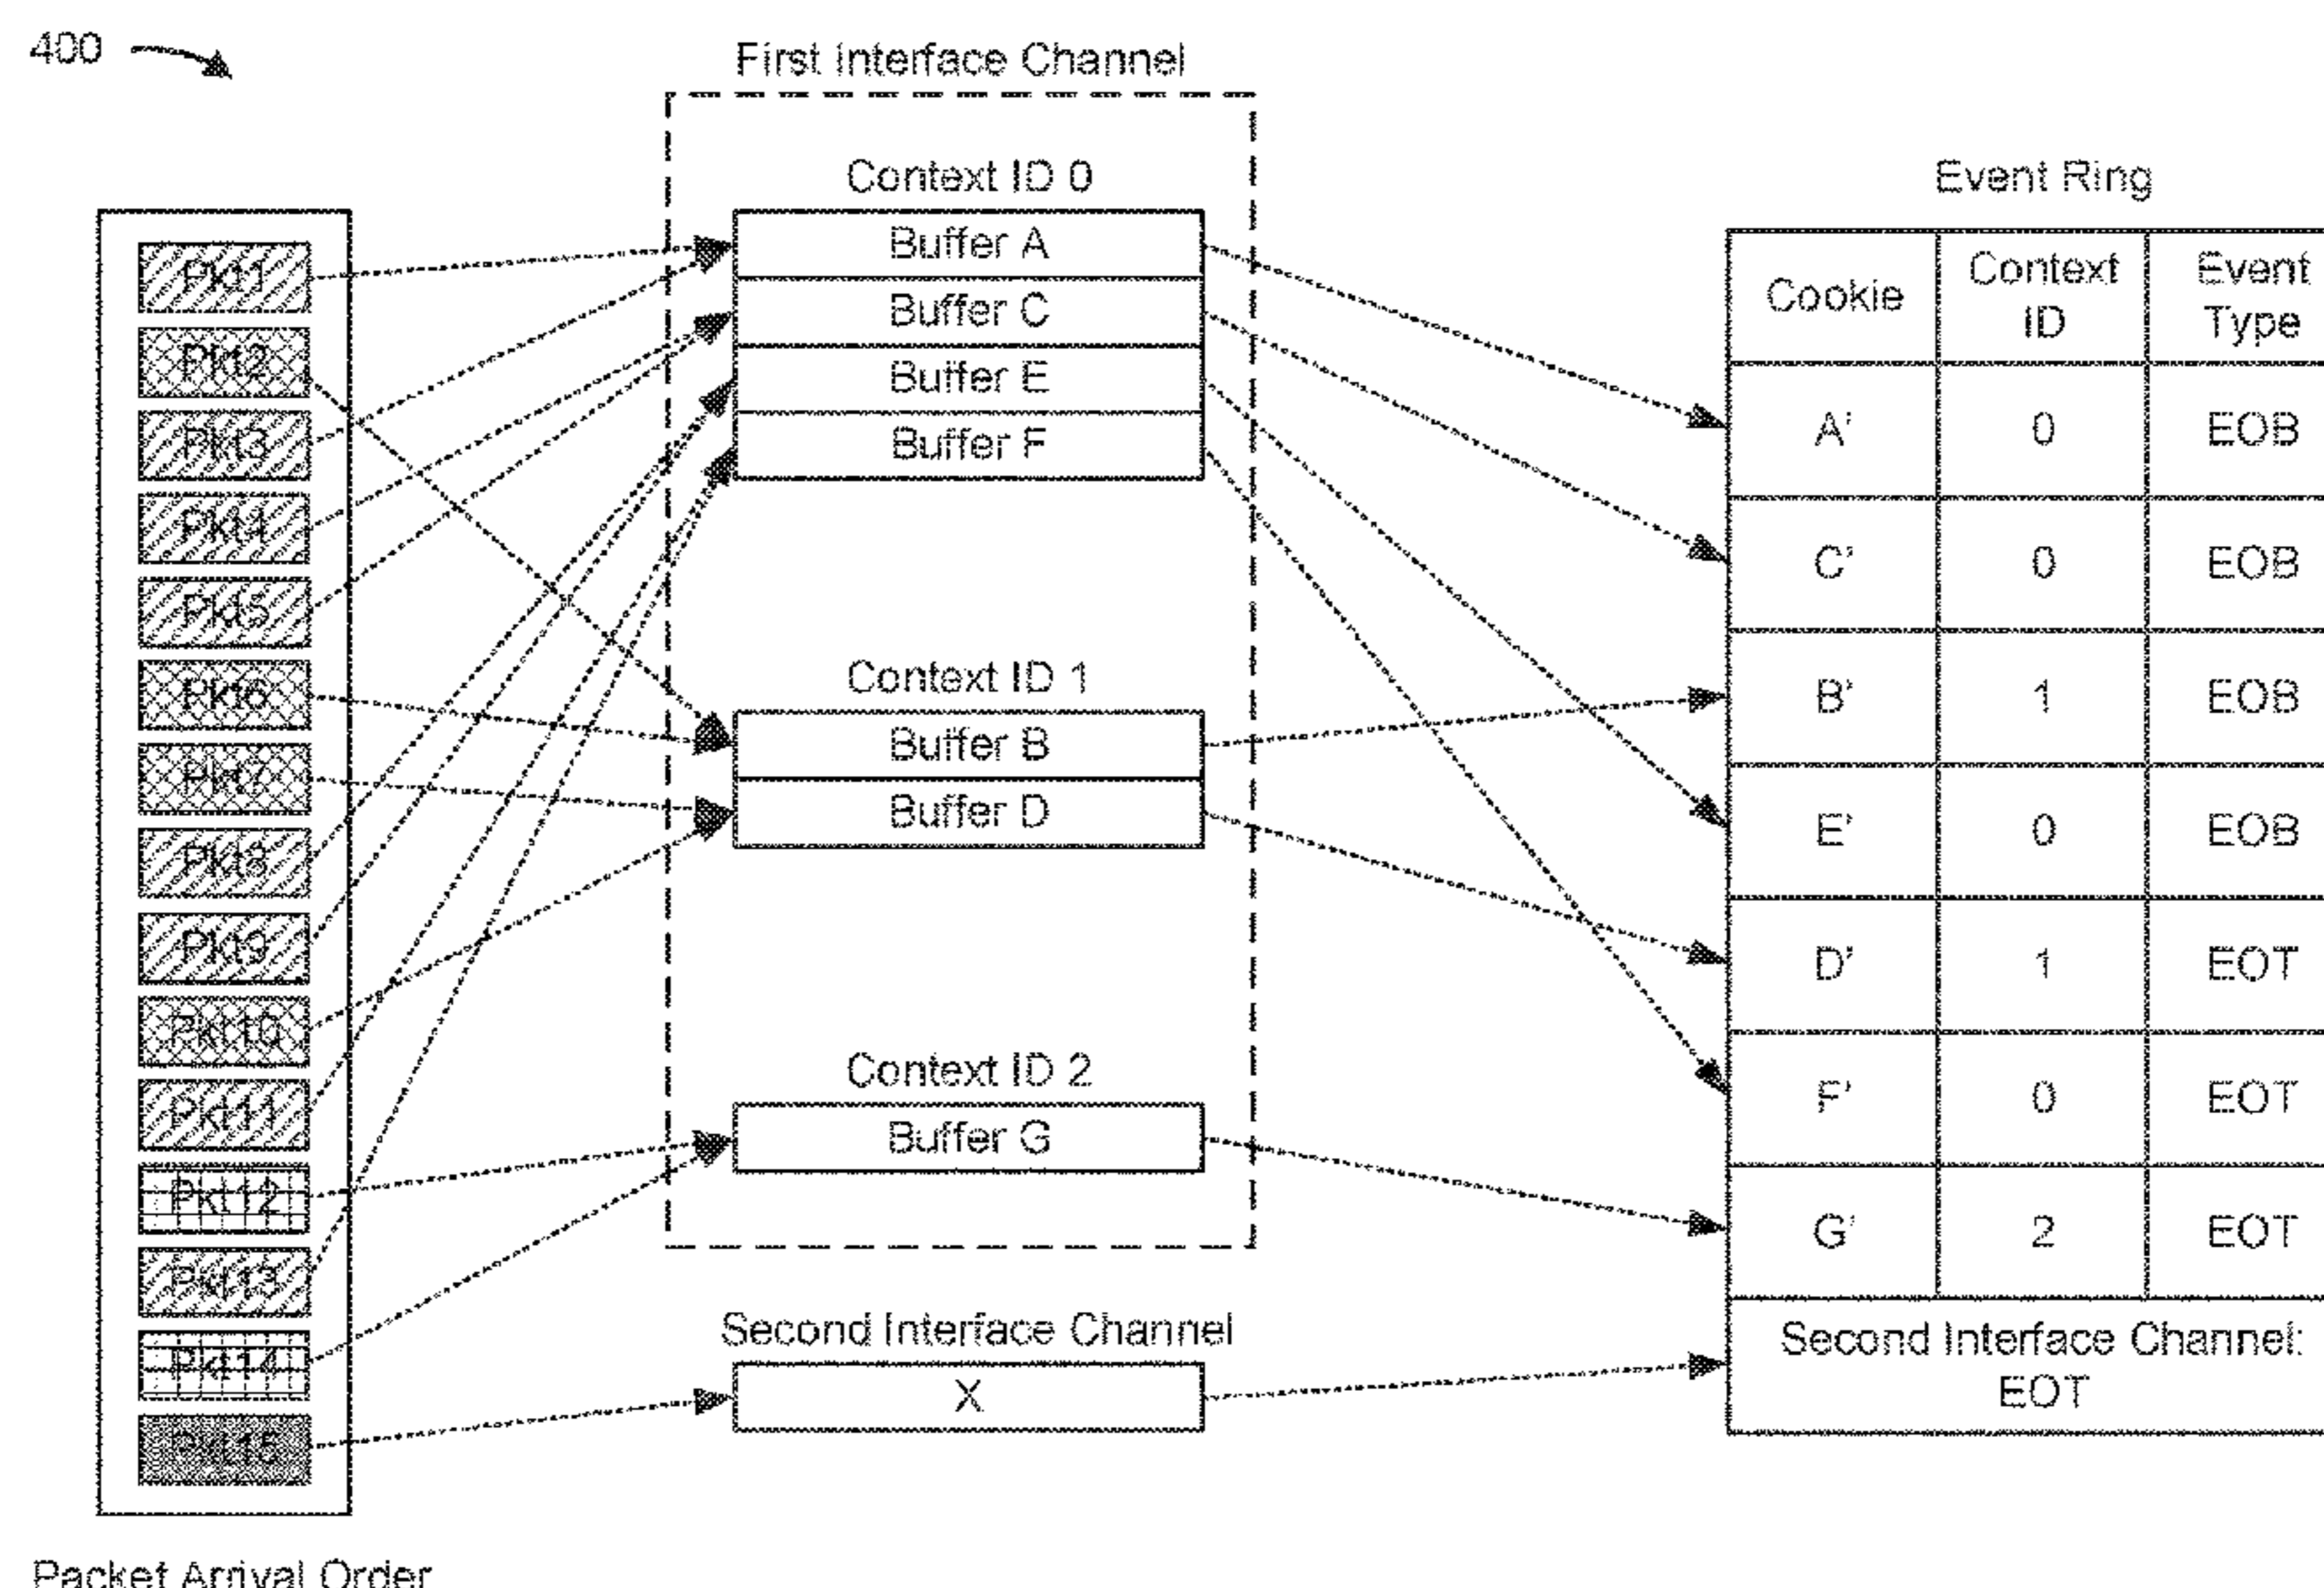 400
First Interface Channel
Context ID 0
Event Ring
Pkt1
Pkt2
Pkt3
Pkt4
Pkt5
Pkt6
Pkt7
Pkt8
Pkt9
Pkt10
Pkt11
Pkt12
Pkt13
Pkt14
Pkt15
Packet Arrival Order
Buffer A
Buffer C
Buffer E
Buffer F
Context ID 1
Buffer B
Buffer D
Context ID 2
Buffer G
Second Interface Channel
X
Cookie Context ID Event Type
A' 0 EOB
C' 0 EOB
B' 1 EOB
E' 0 EOB
D' 1 EOT
F' 0 EOT
G' 2 EOT
Second Interface Channel:
EOT